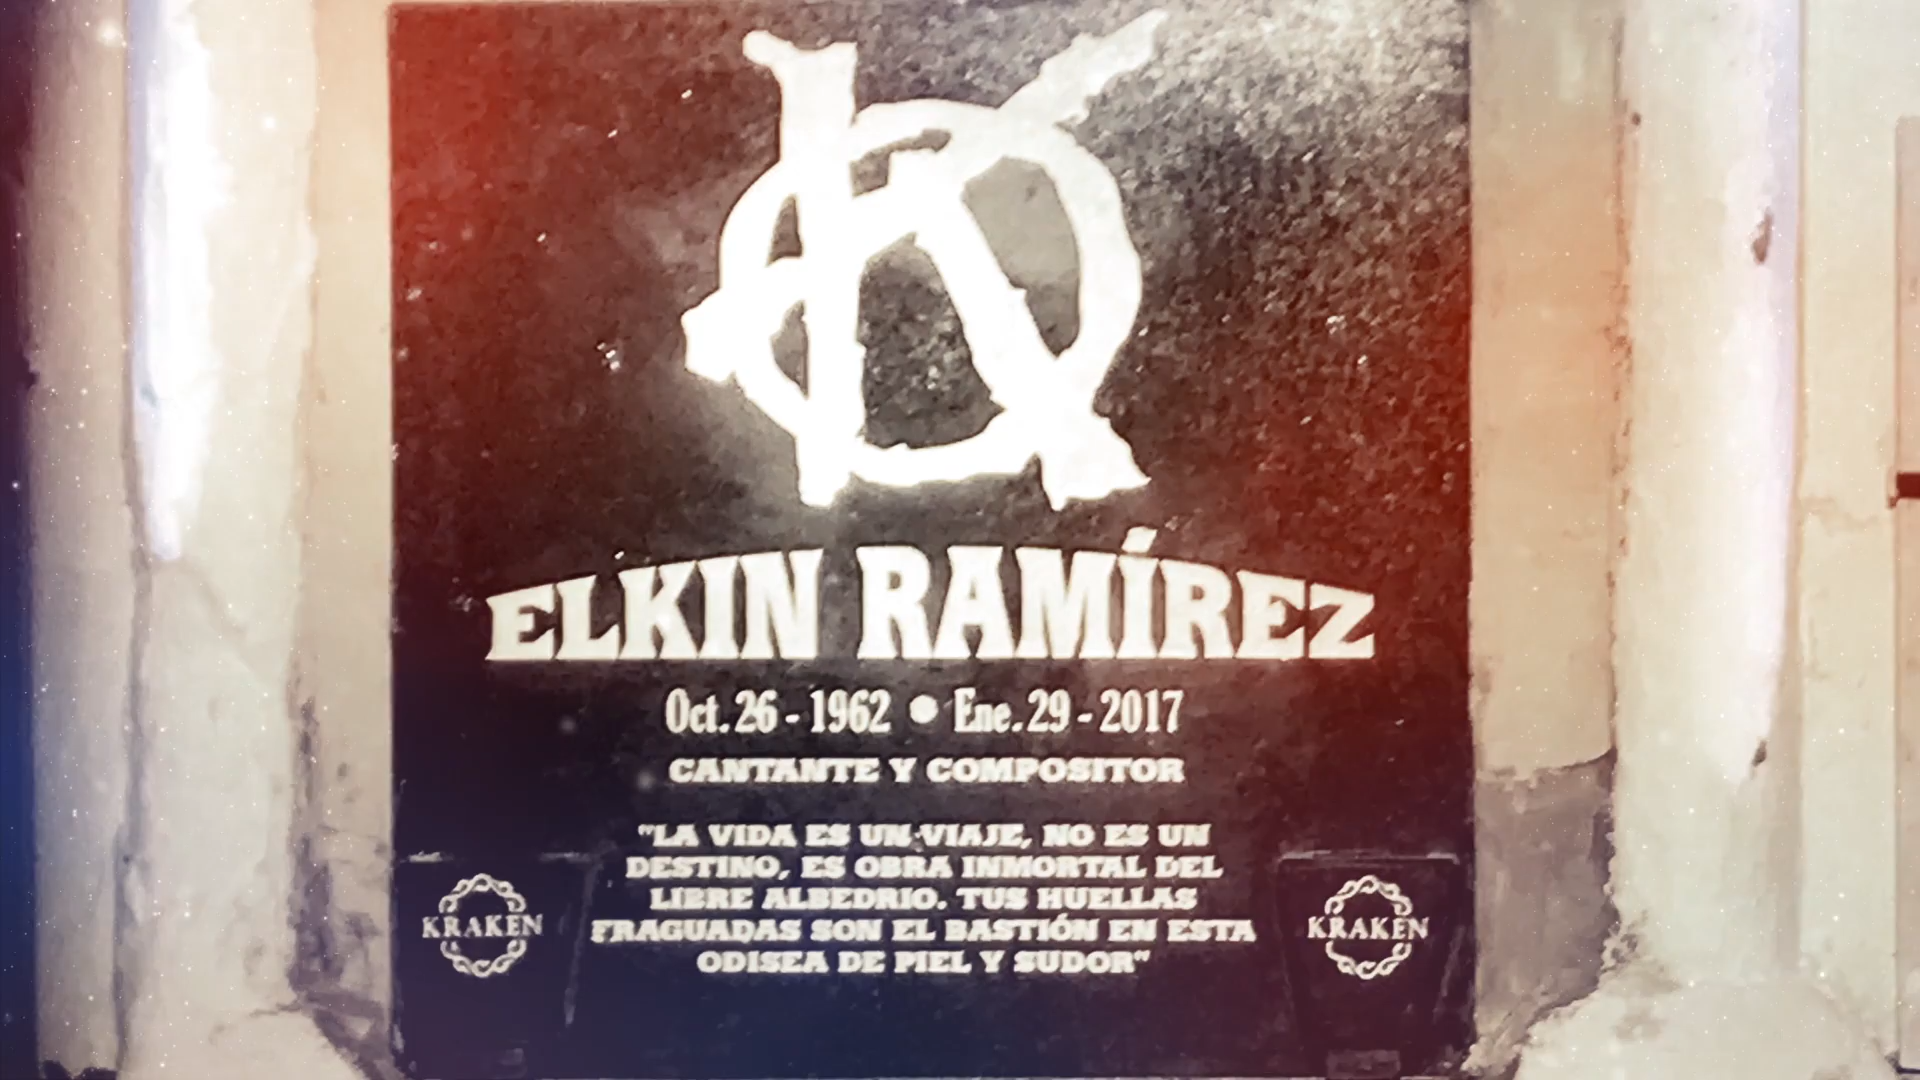 ELKIN RAMÍREZ
Oct. 26 - 1962 • Ene. 29 - 2017
CANTANTE Y COMPOSITOR
"LA VIDA ES UN VIAJE, NO ES UN
DESTINO, ES OBRA INMORTAL DEL
LIBRE ALBEDRIO. TUS HUELLAS
FRAGUADAS SON EL BASTIÓN EN ESTA
ODISEA DE PIEL Y SUDOR"
KRAKEN
KRAKEN